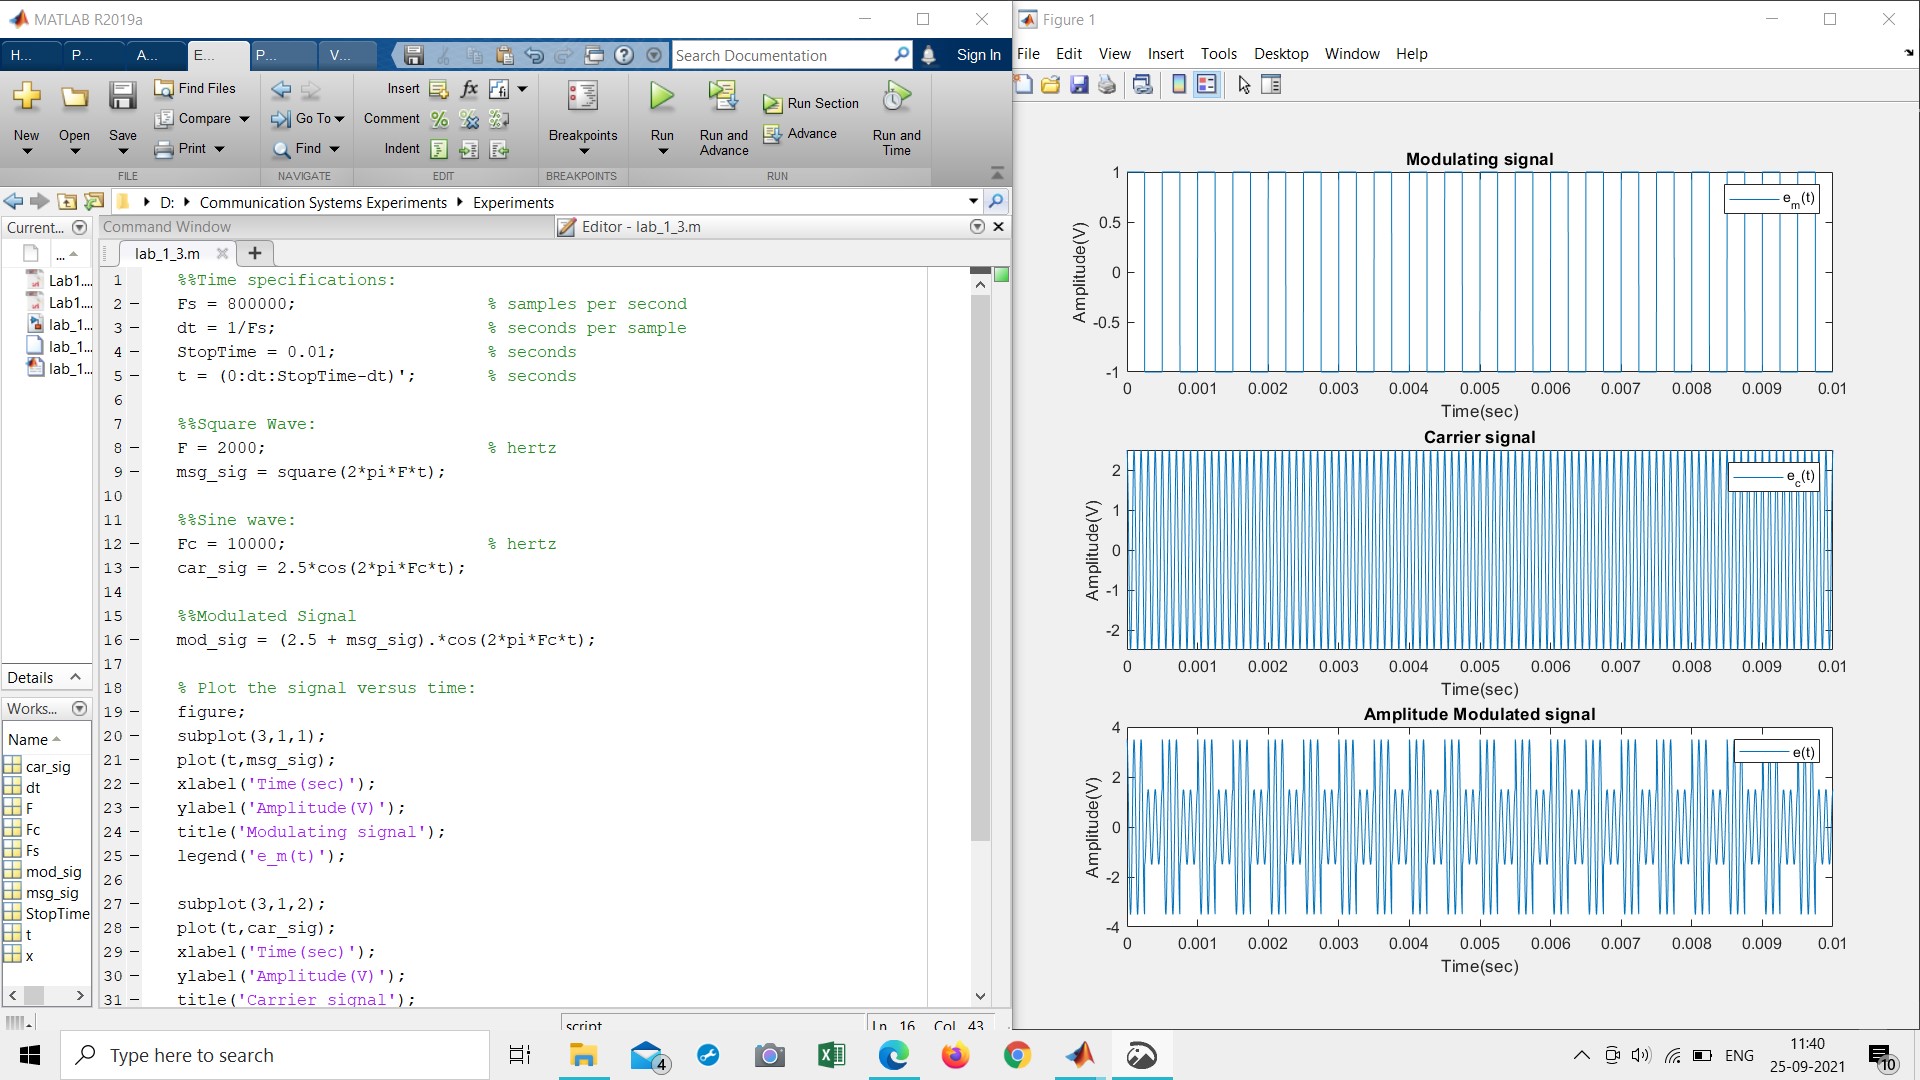 MATLAB R2019a
H... P... A... E... P... V... Search Documentation Sign In
New Open Save Find Files Compare Print
FILE
Go To Find
NAVIGATE
Insert fx
Comment
Indent
EDIT
Breakpoints
BREAKPOINTS
Run Run and Advance Run Section Advance Run and Time
RUN
D: Communication Systems Experiments Experiments
Current...
...
Lab1....
Lab1....
lab_1...
lab_1...
lab_1...
Details
Works...
Name
car_sig
dt
F
Fc
Fs
mod_sig
msg_sig
StopTime
t
x
Command Window
Editor - lab_1_3.m
lab_1_3.m
1 %%Time specifications:
2 – Fs = 800000; % samples per second
3 – dt = 1/Fs; % seconds per sample
4 – StopTime = 0.01; % seconds
5 – t = (0:dt:StopTime-dt)'; % seconds
6
7 %%Square Wave:
8 – F = 2000; % hertz
9 – msg_sig = square(2*pi*F*t);
10
11 %%Sine wave:
12 – Fc = 10000; % hertz
13 – car_sig = 2.5*cos(2*pi*Fc*t);
14
15 %%Modulated Signal
16 – mod_sig = (2.5 + msg_sig).*cos(2*pi*Fc*t);
17
18 % Plot the signal versus time:
19 – figure;
20 – subplot(3,1,1);
21 – plot(t,msg_sig);
22 – xlabel('Time(sec)');
23 – ylabel('Amplitude(V)');
24 – title('Modulating signal');
25 – legend('e_m(t)');
26
27 – subplot(3,1,2);
28 – plot(t,car_sig);
29 – xlabel('Time(sec)');
30 – ylabel('Amplitude(V)');
31 – title('Carrier signal');
script
Ln 16 Col 43
Figure 1
File Edit View Insert Tools Desktop Window Help
Modulating signal
Amplitude(V)
1
0.5
0
-0.5
-1
e_m(t)
0 0.001 0.002 0.003 0.004 0.005 0.006 0.007 0.008 0.009 0.01
Time(sec)
Carrier signal
Amplitude(V)
2
1
0
-1
-2
e_c(t)
0 0.001 0.002 0.003 0.004 0.005 0.006 0.007 0.008 0.009 0.01
Time(sec)
Amplitude Modulated signal
Amplitude(V)
4
2
0
-2
-4
e(t)
0 0.001 0.002 0.003 0.004 0.005 0.006 0.007 0.008 0.009 0.01
Time(sec)
Type here to search
4
ENG
11:40
25-09-2021
10